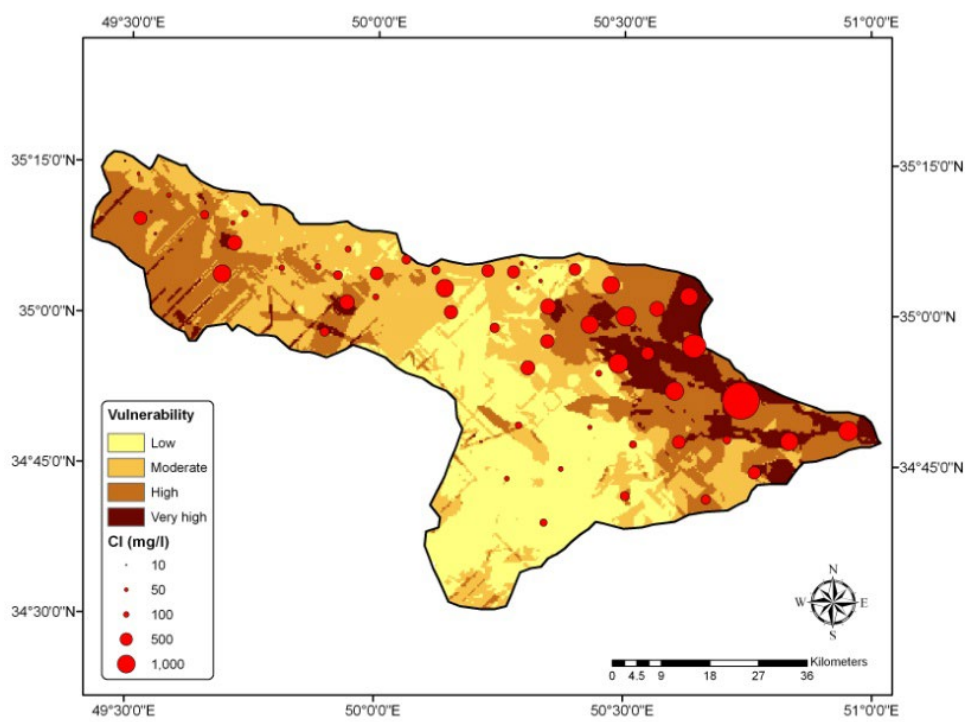 49°30'0"E 50°0'0"E 50°30'0"E 51°0'0"E
35°15'0"N 35°15'0"N
35°0'0"N 35°0'0"N
34°45'0"N 34°45'0"N
34°30'0"N
Vulnerability
Low
Moderate
High
Very high
Cl (mg/l)
10
50
100
500
1,000
N
W E
S
Kilometers
0 4.5 9 18 27 36
49°30'0"E 50°0'0"E 50°30'0"E 51°0'0"E